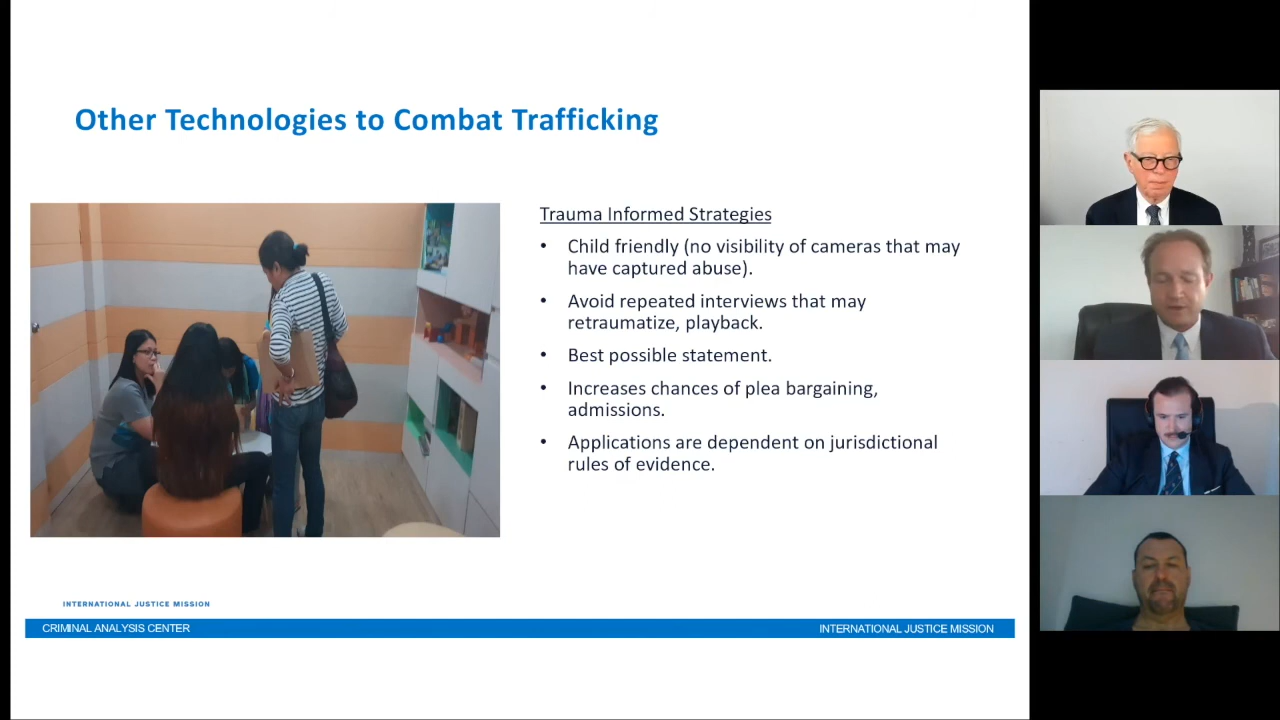 Other Technologies to Combat Trafficking
Trauma Informed Strategies
• Child friendly (no visibility of cameras that may
have captured abuse).
• Avoid repeated interviews that may
retraumatize, playback.
• Best possible statement.
• Increases chances of plea bargaining,
admissions.
• Applications are dependent on jurisdictional
rules of evidence.
INTERNATIONAL JUSTICE MISSION
CRIMINAL ANALYSIS CENTER
INTERNATIONAL JUSTICE MISSION